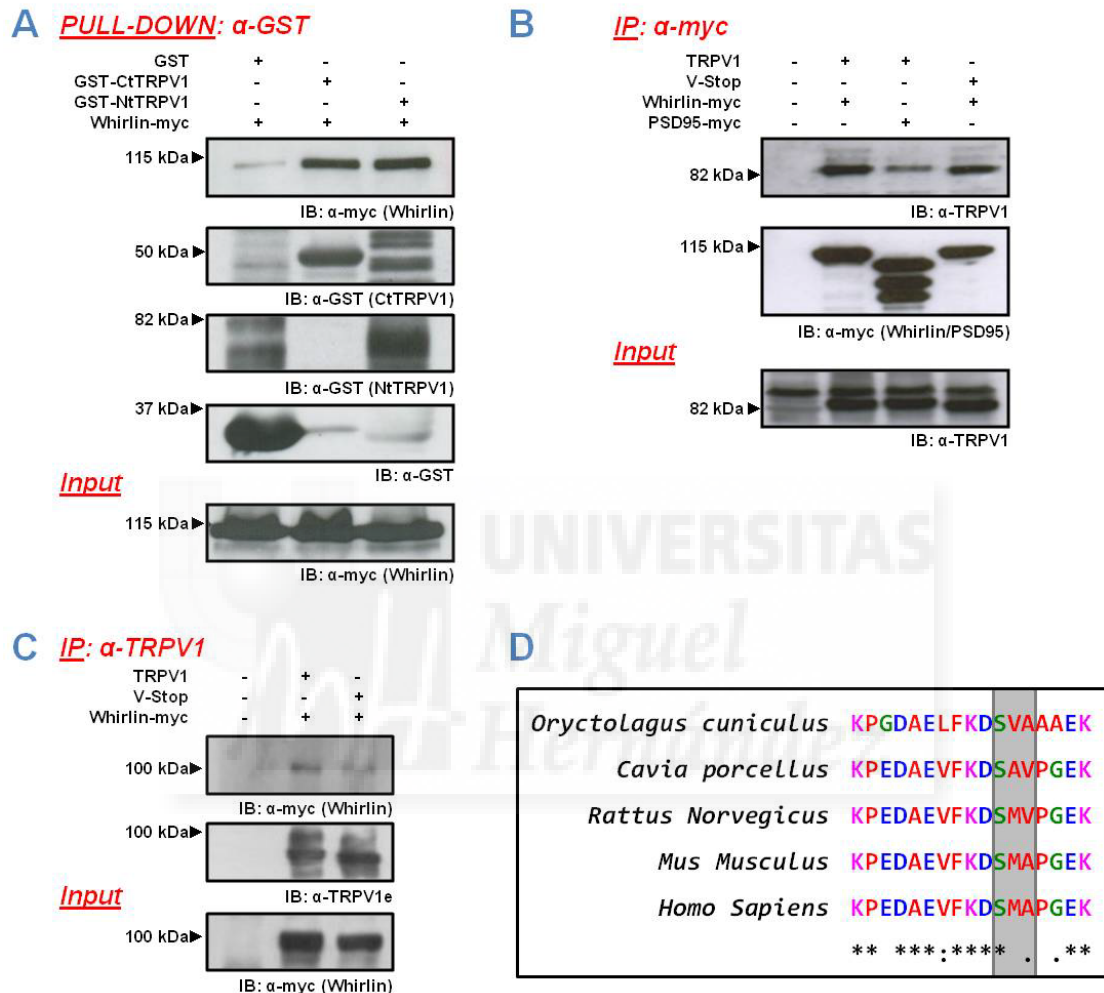 A PULL-DOWN: α-GST
GST + - -
GST-CtTRPV1 - + -
GST-NtTRPV1 - - +
Whirlin-myc + + +
115 kDa
IB: α-myc (Whirlin)
50 kDa
IB: α-GST (CtTRPV1)
82 kDa
IB: α-GST (NtTRPV1)
37 kDa
IB: α-GST
Input
115 kDa
IB: α-myc (Whirlin)
B IP: α-myc
TRPV1 - + + -
V-Stop - - - +
Whirlin-myc - + - +
PSD95-myc - - + -
82 kDa
IB: α-TRPV1
115 kDa
IB: α-myc (Whirlin/PSD95)
Input
82 kDa
IB: α-TRPV1
C IP: α-TRPV1
TRPV1 - + -
V-Stop - - +
Whirlin-myc - + +
100 kDa
IB: α-myc (Whirlin)
100 kDa
IB: α-TRPV1e
Input
100 kDa
IB: α-myc (Whirlin)
D
Oryctolagus cuniculus KPGDAELFKDSVAAAEK
Cavia porcellus KPEDAEVFKDSAVPGEK
Rattus Norvegicus KPEDAEVFKDSMVPGEK
Mus Musculus KPEDAEVFKDSMAPGEK
Homo Sapiens KPEDAEVFKDSMAPGEK
** ***:**** . .**
UNIVERSITAS
Miguel
Hernández